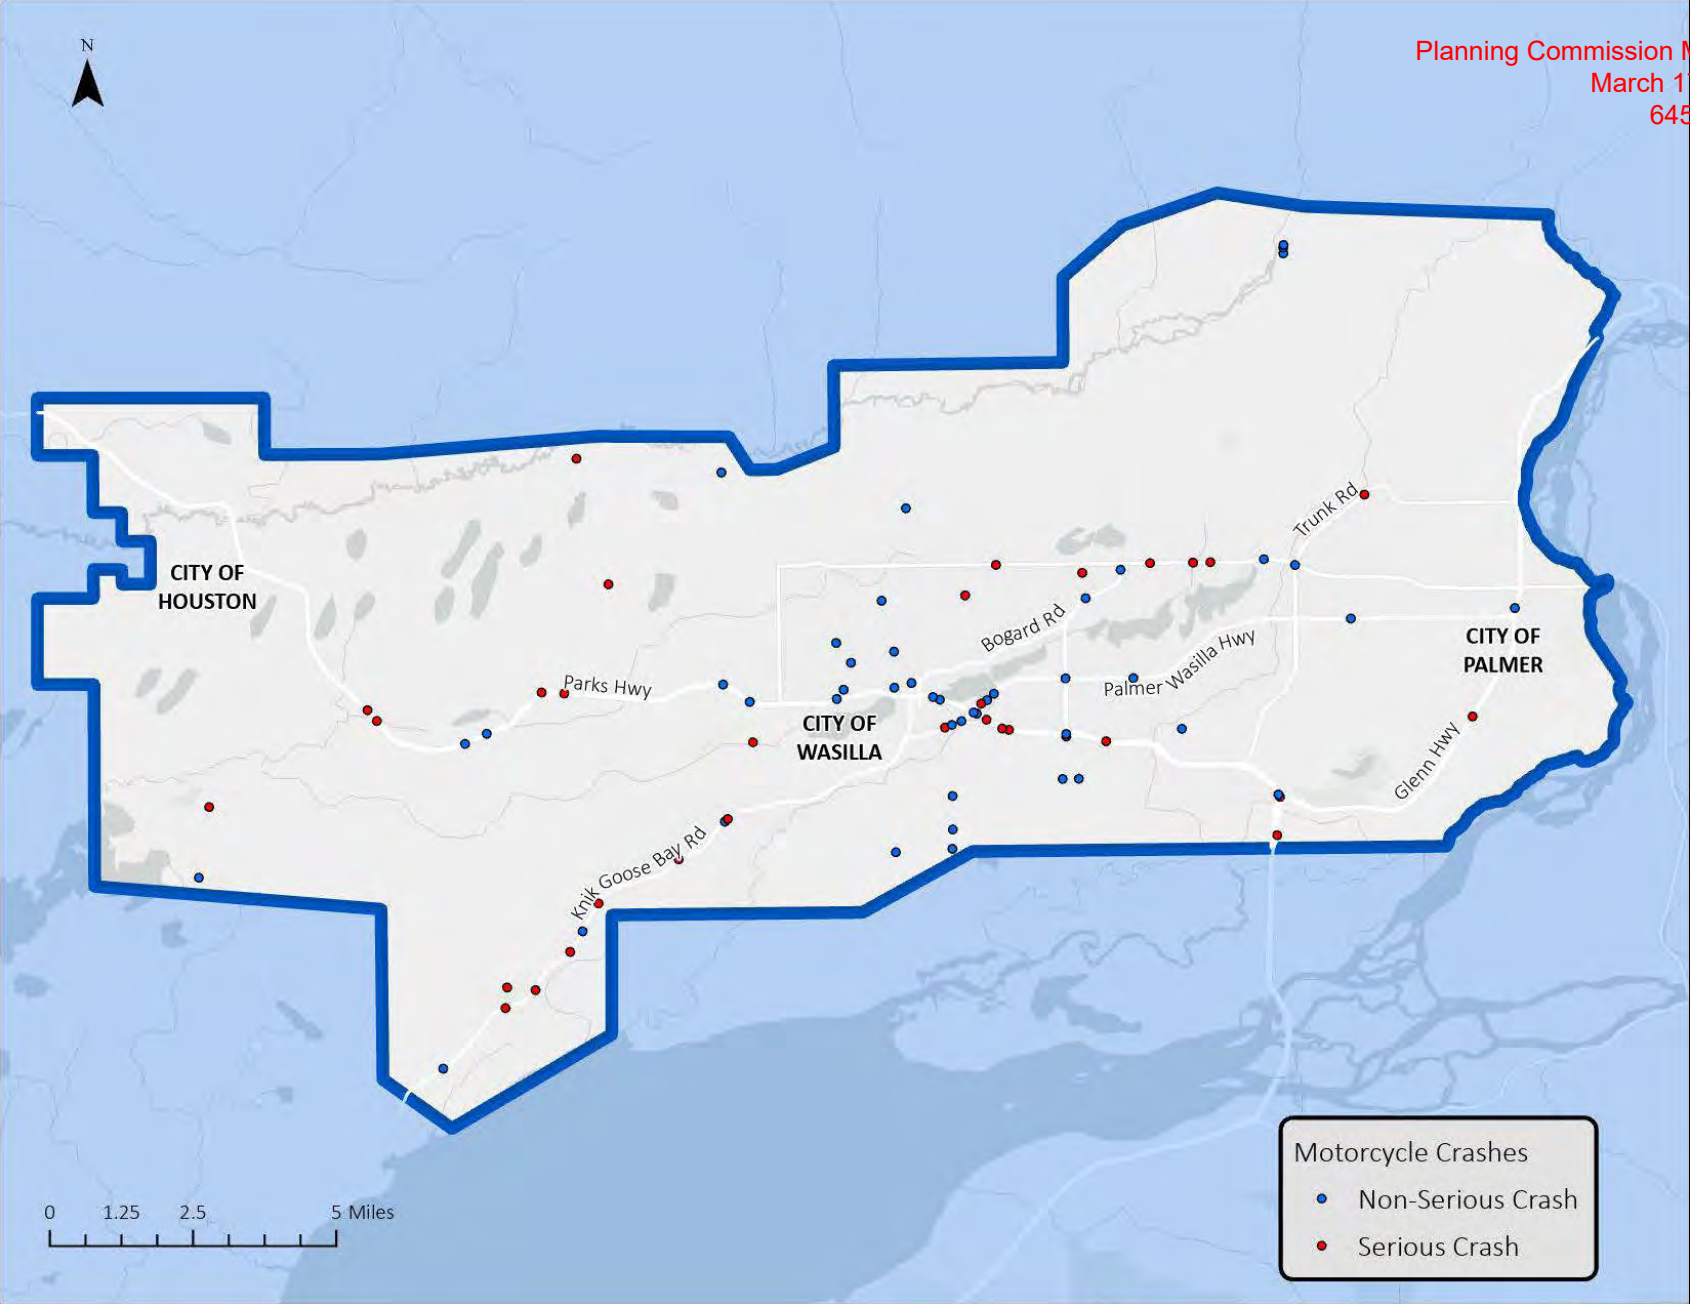 Planning Commission
March
645
N
CITY OF
HOUSTON
Trunk Rd
Bogard Rd
Palmer Wasilla Hwy
CITY OF
PALMER
Parks Hwy
CITY OF
WASILLA
Glenn Hwy
Knik Goose Bay Rd
Motorcycle Crashes
Non-Serious Crash
Serious Crash
0 1.25 2.5 5 Miles